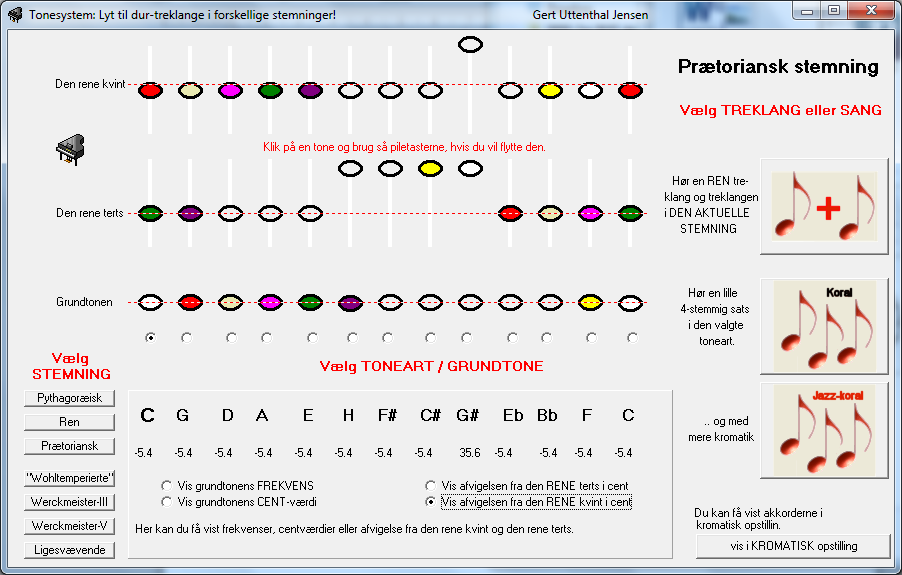 Tonesystem: Lyt til dur-treklange i forskellige stemninger!
Gert Uttenthal Jensen
Prætoriansk stemning
Den rene kvint
Vælg TREKLANG eller SANG
Klik på en tone og brug så piletasterne, hvis du vil flytte den.
Hør en REN tre-
klang og treklangen
i DEN AKTUELLE
STEMNING
+
Den rene terts
Hør en lille
4-stemmig sats
i den valgte
toneart.
Koral
Grundtonen
Vælg
STEMNING
Vælg TONEART / GRUNDTONE
Pythagoræisk
Ren
Prætoriansk
"Wohltemperierte"
Werckmeister-III
Werckmeister-V
Ligesvævende
C G D A E H F# C# G# Eb Bb F C
-5.4 -5.4 -5.4 -5.4 -5.4 -5.4 -5.4 -5.4 35.6 -5.4 -5.4 -5.4 -5.4
Vis grundtonens FREKVENS
Vis grundtonens CENT-værdi
Vis afvigelsen fra den RENE terts i cent
Vis afvigelsen fra den RENE kvint i cent
Her kan du få vist frekvenser, centværdier eller afvigelse fra den rene kvint og den rene terts.
Jazz-koral
.. og med
mere kromatik
Du kan få vist akkorderne i
kromatisk opstillin.
vis i KROMATISK opstilling